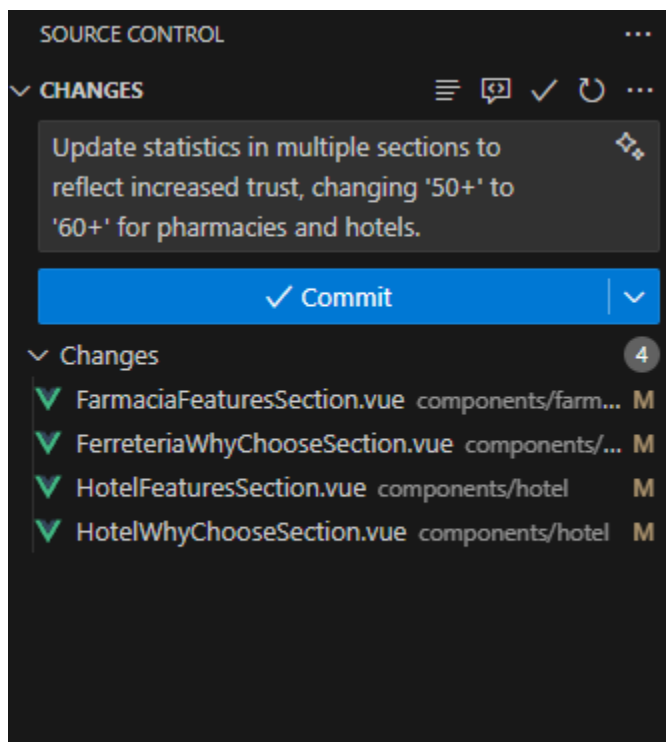 SOURCE CONTROL
CHANGES
Update statistics in multiple sections to
reflect increased trust, changing '50+' to
'60+' for pharmacies and hotels.
Commit
Changes
4
FarmaciaFeaturesSection.vue components/farm... M
FerreteriaWhyChooseSection.vue components/... M
HotelFeaturesSection.vue components/hotel M
HotelWhyChooseSection.vue components/hotel M